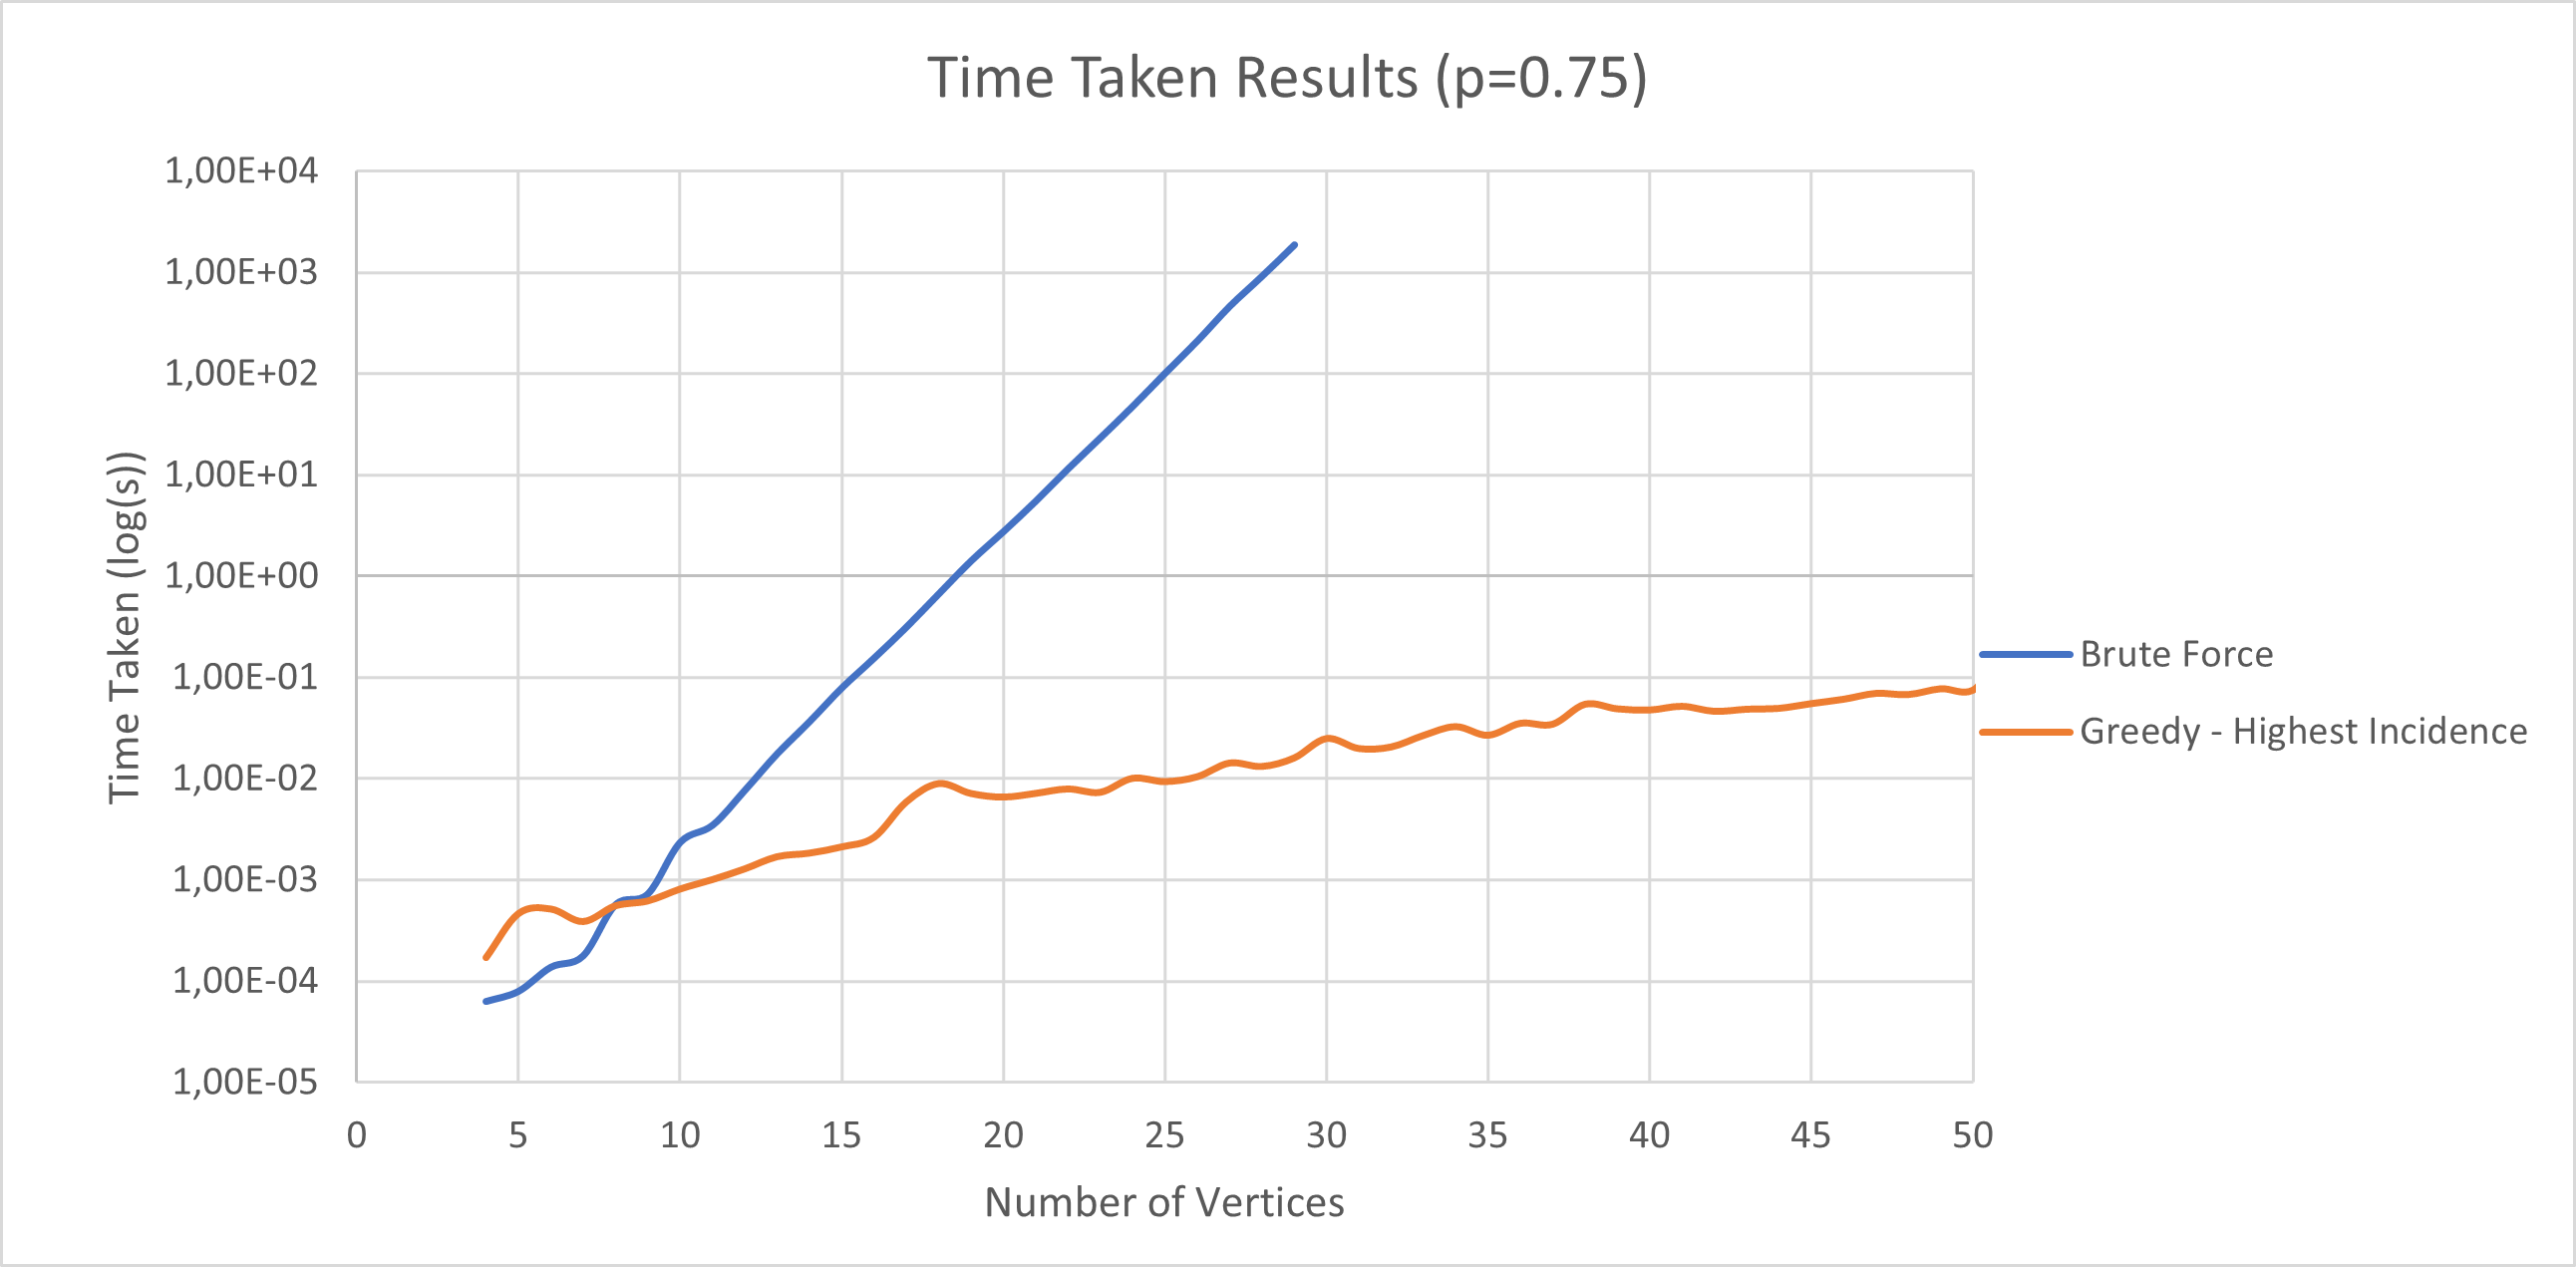 Time Taken Results (p=0.75)
1,00E+04
1,00E+03
1,00E+02
1,00E+01
1,00E+00
1,00E-01
1,00E-02
1,00E-03
1,00E-04
1,00E-05
Time Taken (log(s))
0 5 10 15 20 25 30 35 40 45 50
Number of Vertices
Brute Force
Greedy - Highest Incidence